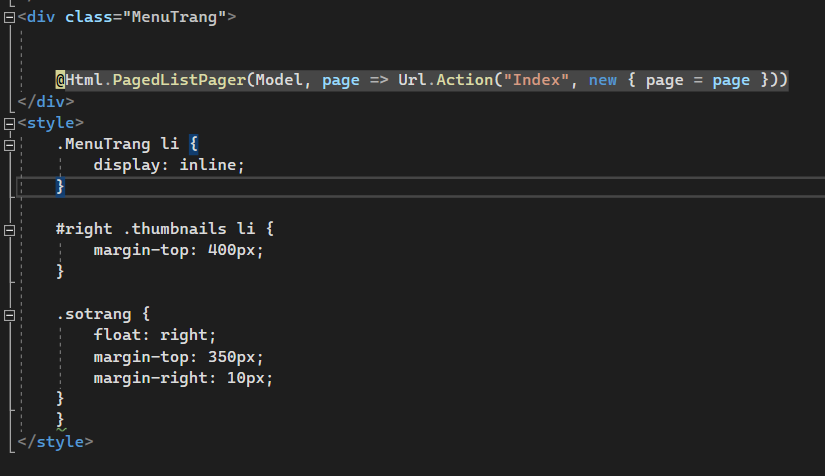 <div class="MenuTrang">
@Html.PagedListPager(Model, page => Url.Action("Index", new { page = page }))
</div>
<style>
.MenuTrang li {
display: inline;
}
#right .thumbnails li {
margin-top: 400px;
}
.sotrang {
float: right;
margin-top: 350px;
margin-right: 10px;
}
}
</style>